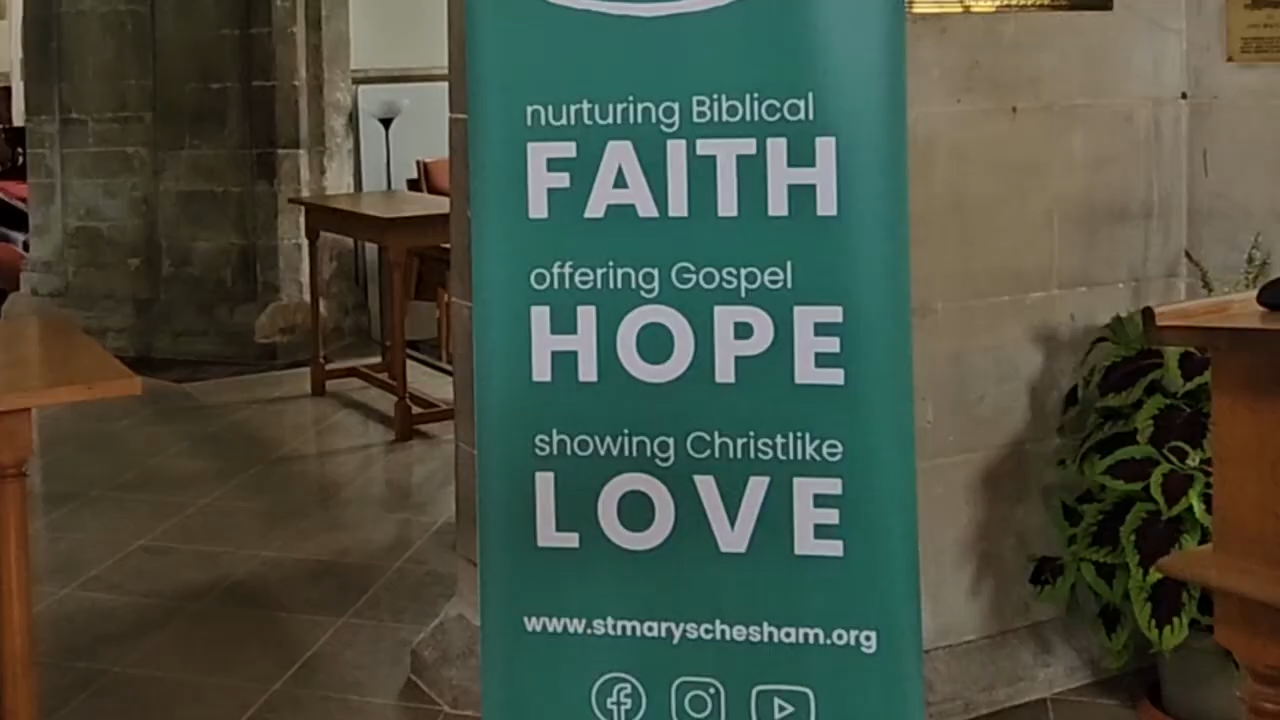 nurturing Biblical
FAITH
offering Gospel
HOPE
showing Christlike
LOVE
www.stmaryschesham.org